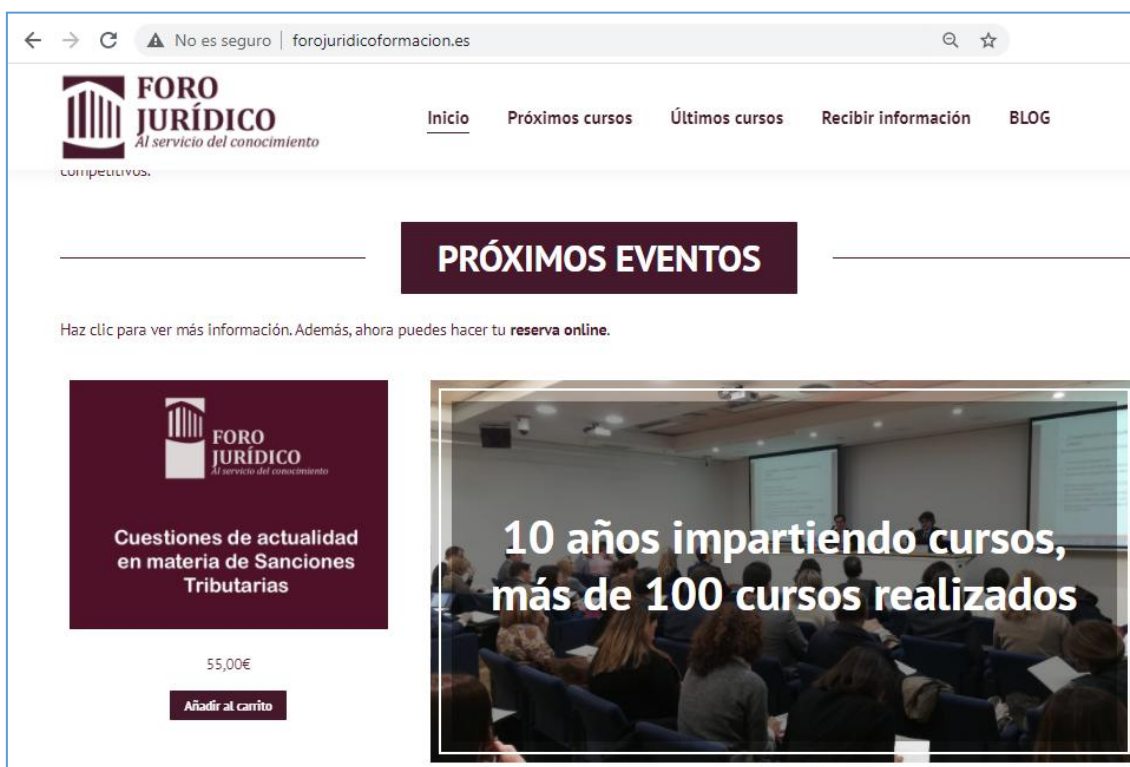 No es seguro | forojuridicoformacion.es
FORO
JURÍDICO
Al servicio del conocimiento
Inicio Próximos cursos Últimos cursos Recibir información BLOG
competitivos.
PRÓXIMOS EVENTOS
Haz clic para ver más información. Además, ahora puedes hacer tu reserva online.
FORO
JURÍDICO
Al servicio del conocimiento
Cuestiones de actualidad
en materia de Sanciones
Tributarias
55,00€
Añadir al carrito
10 años impartiendo cursos,
más de 100 cursos realizados